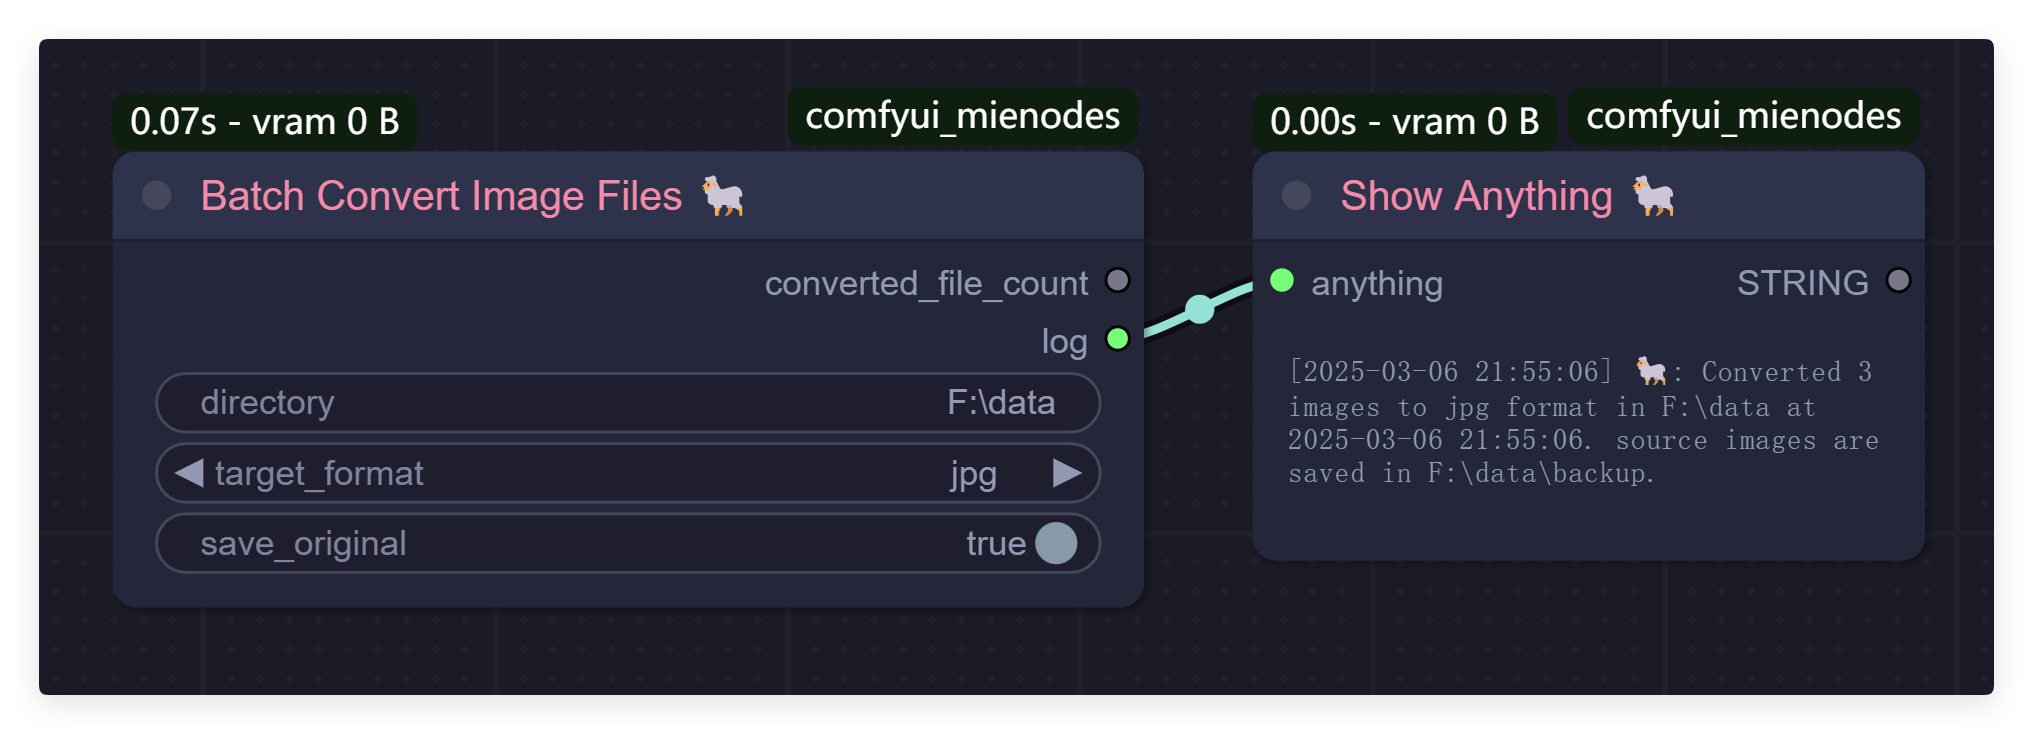 0.07s - vram 0 B
comfyui_mienodes
Batch Convert Image Files 🐐
converted_file_count
log
directory F:\data
target_format jpg
save_original true
0.00s - vram 0 B
comfyui_mienodes
Show Anything 🐐
anything STRING
[2025-03-06 21:55:06] 🐐: Converted 3
images to jpg format in F:\data at
2025-03-06 21:55:06. source images are
saved in F:\data\backup.